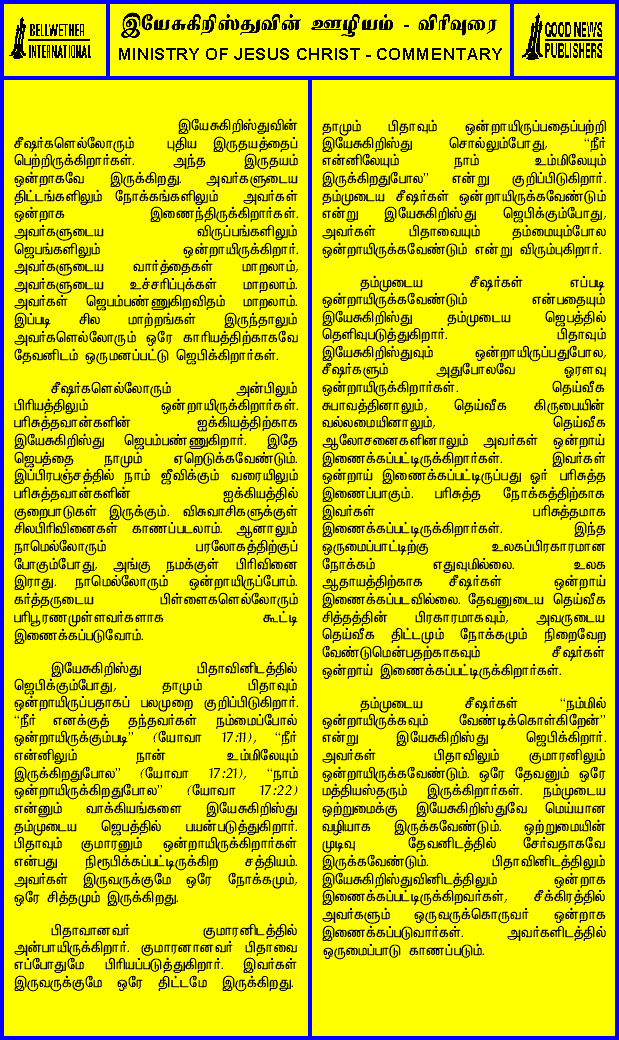 BELLWETHER
INTERNATIONAL
இயேசுகிறிஸ்துவின் ஊழியம் - விரிவுரை
MINISTRY OF JESUS CHRIST - COMMENTARY
GOOD NEWS
PUBLISHERS
இயேசுகிறிஸ்துவின்
சீஷர்களெல்லோரும் புதிய இருதயத்தைப்
பெற்றிருக்கிறார்கள். அந்த இருதயம்
ஒன்றாகவே இருக்கிறது. அவர்களுடைய
திட்டங்களிலும் நோக்கங்களிலும் அவர்கள்
ஒன்றாக இணைந்திருக்கிறார்கள்.
அவர்களுடைய விருப்பங்களிலும்
ஜெபங்களிலும் ஒன்றாயிருக்கிறார்.
அவர்களுடைய வார்த்தைகள் மாறலாம்,
அவர்களுடைய உச்சரிப்புக்கள் மாறலாம்.
அவர்கள் ஜெபம்பண்ணுகிறவிதம் மாறலாம்.
இப்படி சில மாற்றங்கள் இருந்தாலும்
அவர்களெல்லோரும் ஒரே காரியத்திற்காகவே
தேவனிடம் ஒருமனப்பட்டு ஜெபிக்கிறார்கள்.
சீஷர்களெல்லோரும் அன்பிலும்
பிரியத்திலும் ஒன்றாயிருக்கிறார்கள்.
பரிசுத்தவான்களின் ஐக்கியத்திற்காக
இயேசுகிறிஸ்து ஜெபம்பண்ணுகிறார். இதே
ஜெபத்தை நாமும் ஏறெடுக்கவேண்டும்.
இப்பிரபஞ்சத்தில் நாம் ஜீவிக்கும் வரையிலும்
பரிசுத்தவான்களின் ஐக்கியத்தில்
குறைபாடுகள் இருக்கும். விசுவாசிகளுக்குள்
சிலபிரிவினைகள் காணப்படலாம். ஆனாலும்
நாமெல்லோரும் பரலோகத்திற்குப்
போகும்போது, அங்கு நமக்குள் பிரிவினை
இராது. நாமெல்லோரும் ஒன்றாயிருப்போம்.
கர்த்தருடைய பிள்ளைகளெல்லோரும்
பரிபூரணமுள்ளவர்களாக கூட்டி
இணைக்கப்படுவோம்.
இயேசுகிறிஸ்து பிதாவினிடத்தில்
ஜெபிக்கும்போது, தாமும் பிதாவும்
ஒன்றாயிருப்பதாகப் பலமுறை குறிப்பிடுகிறார்.
“நீர் எனக்குத் தந்தவர்கள் நம்மைப்போல்
ஒன்றாயிருக்கும்படி” (யோவா 17:11), “நீர்
என்னிலும் நான் உம்மிலேயும்
இருக்கிறதுபோல” (யோவா 17:21), “நாம்
ஒன்றாயிருக்கிறதுபோல” (யோவா 17:22)
என்னும் வாக்கியங்களை இயேசுகிறிஸ்து
தம்முடைய ஜெபத்தில் பயன்படுத்துகிறார்.
பிதாவும் குமாரனும் ஒன்றாயிருக்கிறார்கள்
என்பது நிரூபிக்கப்பட்டிருக்கிற சத்தியம்.
அவர்கள் இருவருக்குமே ஒரே நோக்கமும்,
ஒரே சித்தமும் இருக்கிறது.
பிதாவானவர் குமாரனிடத்தில்
அன்பாயிருக்கிறார். குமாரனானவர் பிதாவை
எப்போதுமே பிரியப்படுத்துகிறார். இவர்கள்
இருவருக்குமே ஒரே திட்டமே இருக்கிறது.
தாமும் பிதாவும் ஒன்றாயிருப்பதைப்பற்றி
இயேசுகிறிஸ்து சொல்லும்போது, “நீர்
என்னிலேயும் நாம் உம்மிலேயும்
இருக்கிறதுபோல” என்று குறிப்பிடுகிறார்.
தம்முடைய சீஷர்கள் ஒன்றாயிருக்கவேண்டும்
என்று இயேசுகிறிஸ்து ஜெபிக்கும்போது,
அவர்கள் பிதாவையும் தம்மையும்போல
ஒன்றாயிருக்கவேண்டும் என்று விரும்புகிறார்.
தம்முடைய சீஷர்கள் எப்படி
ஒன்றாயிருக்கவேண்டும் என்பதையும்
இயேசுகிறிஸ்து தம்முடைய ஜெபத்தில்
தெளிவுபடுத்துகிறார். பிதாவும்
இயேசுகிறிஸ்துவும் ஒன்றாயிருப்பதுபோல,
சீஷர்களும் அதுபோலவே ஓரளவு
ஒன்றாயிருக்கிறார்கள். தெய்வீக
சுபாவத்தினாலும், தெய்வீக கிருபையின்
வல்லமையினாலும், தெய்வீக
ஆலோசனைகளினாலும் அவர்கள் ஒன்றாய்
இணைக்கப்பட்டிருக்கிறார்கள். இவர்கள்
ஒன்றாய் இணைக்கப்பட்டிருப்பது ஓர் பரிசுத்த
இணைப்பாகும். பரிசுத்த நோக்கத்திற்காக
இவர்கள் பரிசுத்தமாக
இணைக்கப்பட்டிருக்கிறார்கள். இந்த
ஒருமைப்பாட்டிற்கு உலகப்பிரகாரமான
நோக்கம் எதுவுமில்லை. உலக
ஆதாயத்திற்காக சீஷர்கள் ஒன்றாய்
இணைக்கப்படவில்லை. தேவனுடைய தெய்வீக
சித்தத்தின் பிரகாரமாகவும், அவருடைய
தெய்வீக திட்டமும் நோக்கமும் நிறைவேற
வேண்டுமென்பதற்காகவும் சீஷர்கள்
ஒன்றாய் இணைக்கப்பட்டிருக்கிறார்கள்.
தம்முடைய சீஷர்கள் “நம்மில்
ஒன்றாயிருக்கவும் வேண்டிக்கொள்கிறேன்”
என்று இயேசுகிறிஸ்து ஜெபிக்கிறார்.
அவர்கள் பிதாவிலும் குமாரனிலும்
ஒன்றாயிருக்கவேண்டும். ஒரே தேவனும் ஒரே
மத்தியஸ்தரும் இருக்கிறார்கள். நம்முடைய
ஒற்றுமைக்கு இயேசுகிறிஸ்துவே மெய்யான
வழியாக இருக்கவேண்டும். ஒற்றுமையின்
முடிவு தேவனிடத்தில் சேர்வதாகவே
இருக்கவேண்டும். பிதாவினிடத்திலும்
இயேசுகிறிஸ்துவினிடத்திலும் ஒன்றாக
இணைக்கப்பட்டிருக்கிறவர்கள், சீக்கிரத்தில்
அவர்களும் ஒருவருக்கொருவர் ஒன்றாக
இணைக்கப்படுவார்கள். அவர்களிடத்தில்
ஒருமைப்பாடு காணப்படும்.